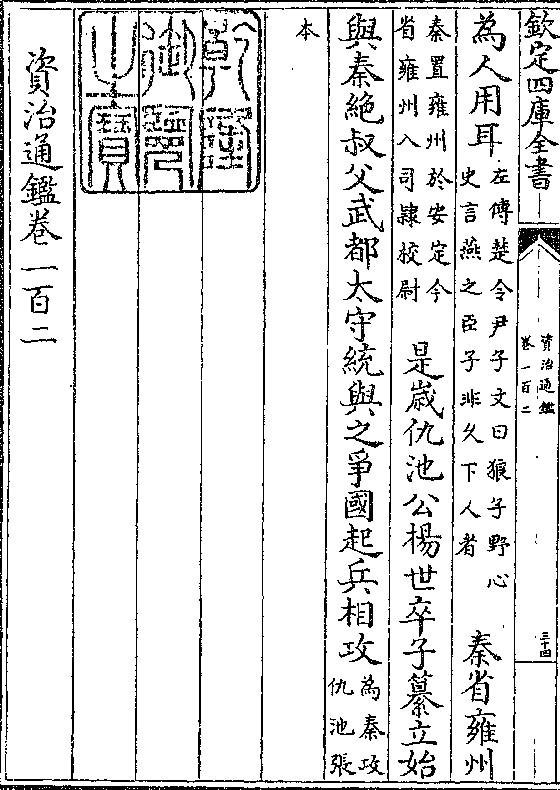 欽定四庫全書
資治通鑑
卷一百二
三十四
為人用耳
左傳楚令尹子文曰狼子野心
史言燕之臣子非久下人者
秦省雍州
秦置雍州於安定今
省雍州入司隸校尉
是歲仇池公楊世卒子纂立始
與秦絶叔父武都太守統與之爭國起兵相攻
為秦攻
仇池張
本
乾隆
御覽
之寶
資治通鑑卷一百二